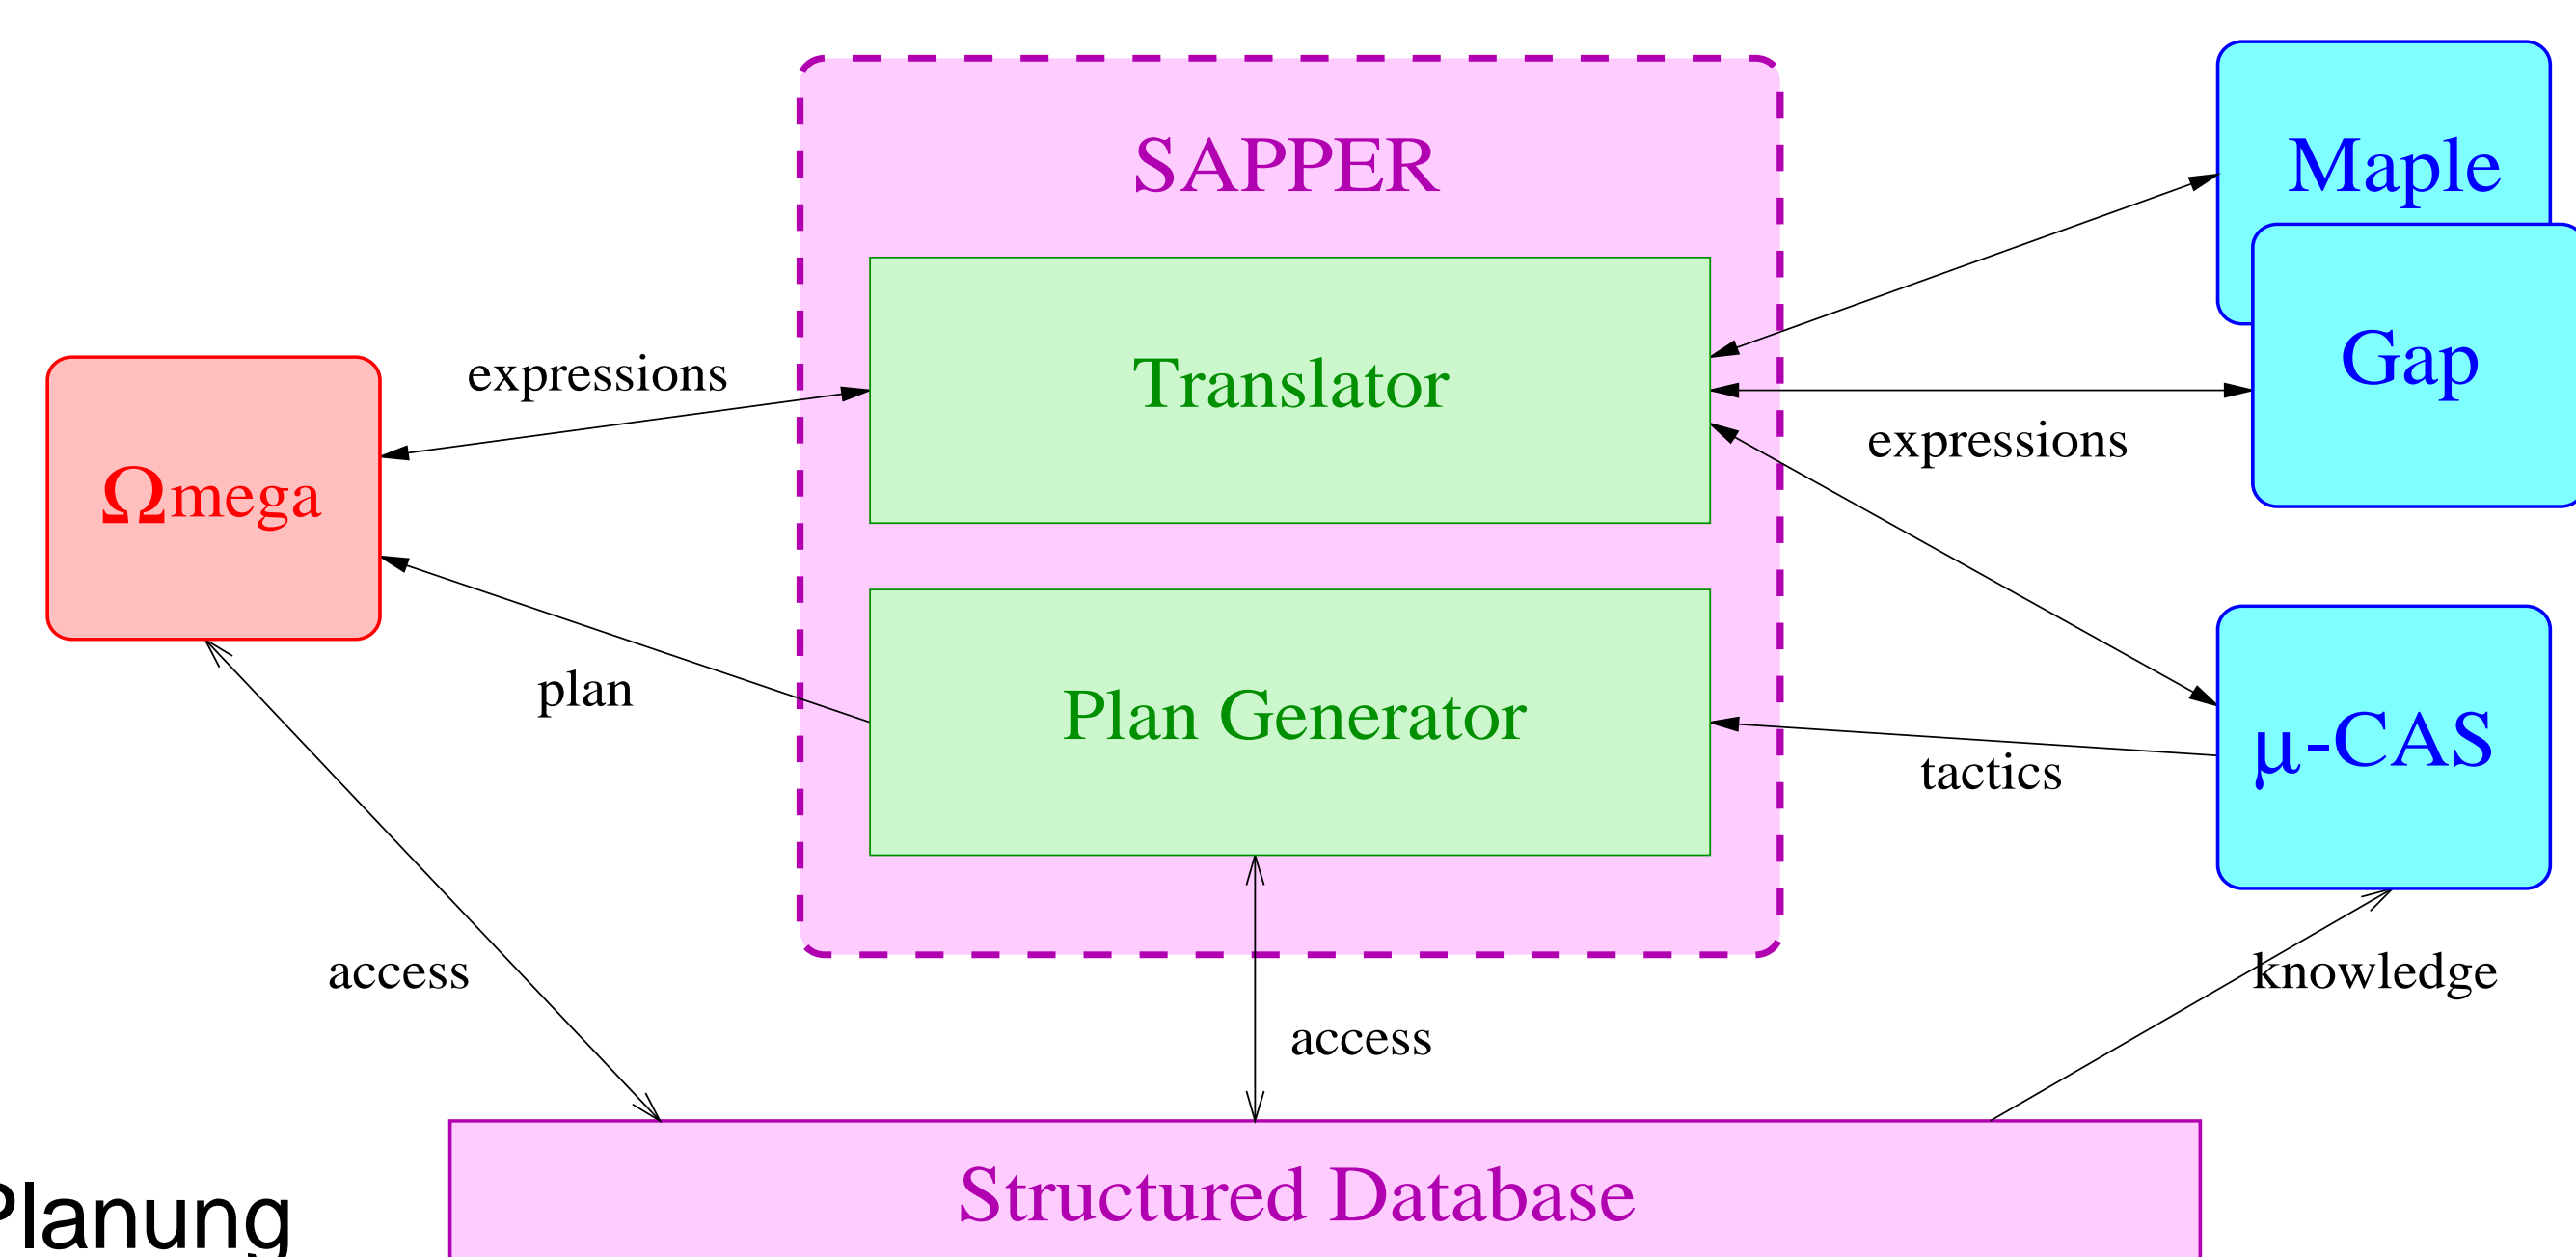 SAPPER
Maple
Translator
Gap
expressions
expressions
Ωmega
Plan Generator
plan
μ-CAS
tactics
access
knowledge
access
Structured Database
Planung